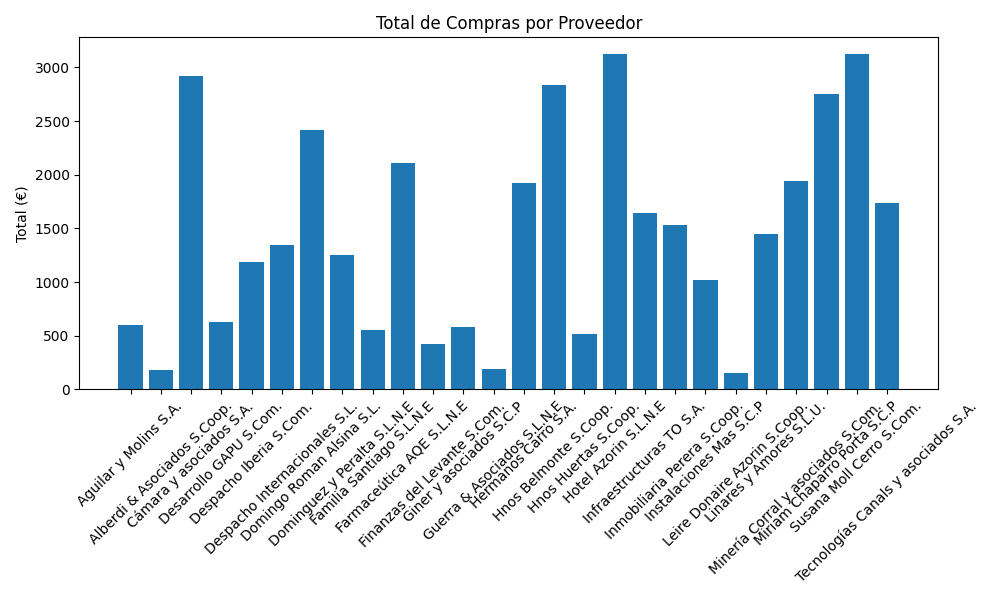 Total de Compras por Proveedor
Total (€)
3000
2500
2000
1500
1000
500
0
Aguilar y Molins S.A.
Alberdi & Asociados S.Coop.
Cámara y asociados S.A.
Desarrollo GAPU S.Com.
Despacho Iberia S.Com.
Despacho Internacionales S.L.
Domingo Roman Alsina S.L.
Dominguez y Peralta S.L.N.E
Familia Santiago S.L.N.E
Farmaceútica AQE S.L.N.E
Finanzas del Levante S.Com.
Giner y asociados S.C.P
Guerra & Asociados S.L.N.E
Hermanos Carro S.A.
Hnos Belmonte S.Coop.
Hnos Huertas S.Coop.
Hotel Azorin S.L.N.E
Infraestructuras TO S.A.
Inmobiliaria Perera S.Coop.
Instalaciones Mas S.C.P
Leire Donaire Azorin S.Coop.
Linares y Amores S.L.U.
Minería Corral y asociados S.Com.
Miriam Chaparro Porta S.C.P
Susana Moll Cerro S.Com.
Tecnologías Canals y asociados S.A.